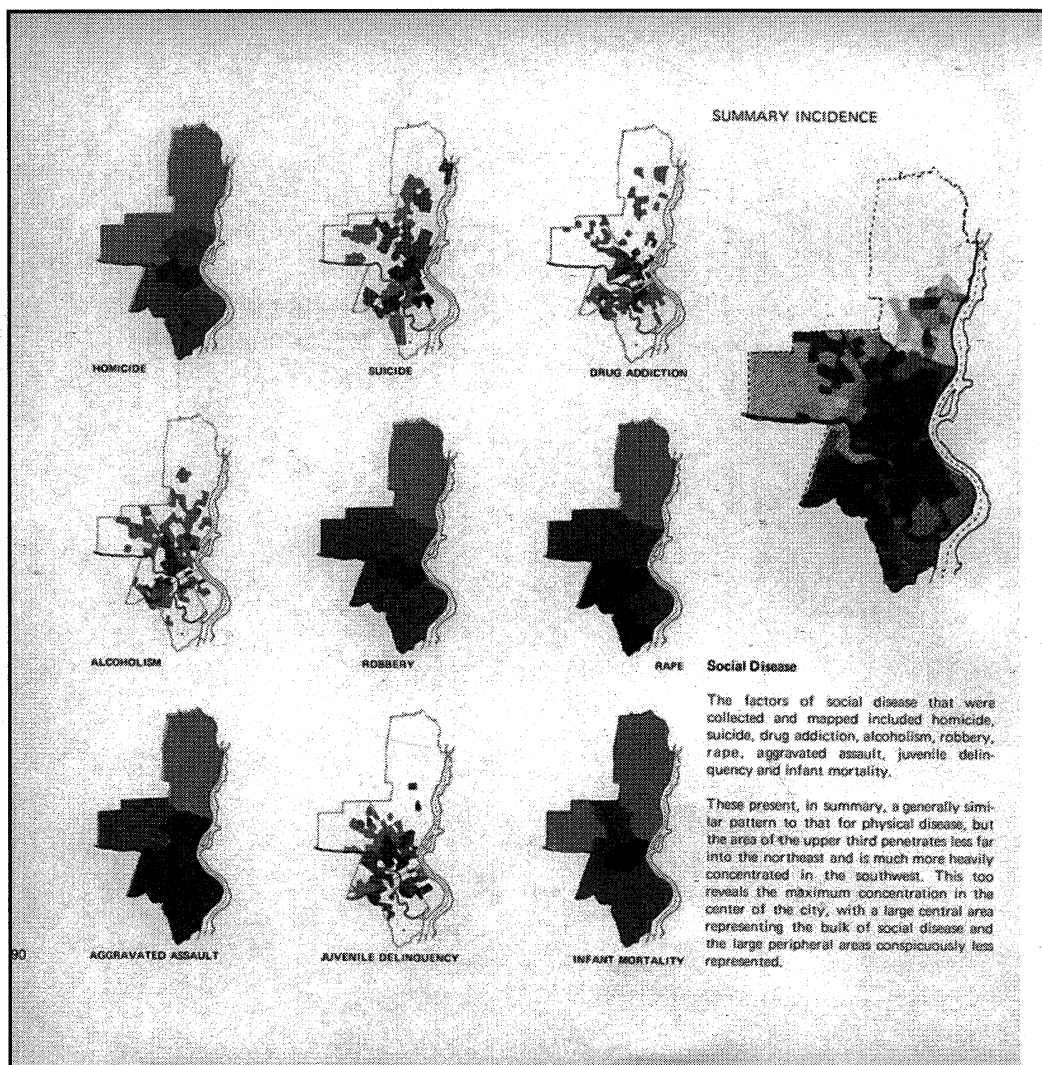 SUMMARY INCIDENCE
HOMICIDE
SUICIDE
DRUG ADDICTION
ALCOHOLISM
ROBBERY
RAPE
AGGRAVATED ASSAULT
JUVENILE DELINQUENCY
INFANT MORTALITY
Social Disease
The factors of social disease that were
collected and mapped included homicide,
suicide, drug addiction, alcoholism, robbery,
rape, aggravated assault, juvenile delin-
quency and infant mortality.
These present, in summary, a generally simi-
lar pattern to that for physical disease, but
the area of the upper third penetrates less far
into the northeast and is much more heavily
concentrated in the southwest. This too
reveals the maximum concentration in the
center of the city, with a large central area
representing the bulk of social disease and
the large peripheral areas conspicuously less
represented.
90